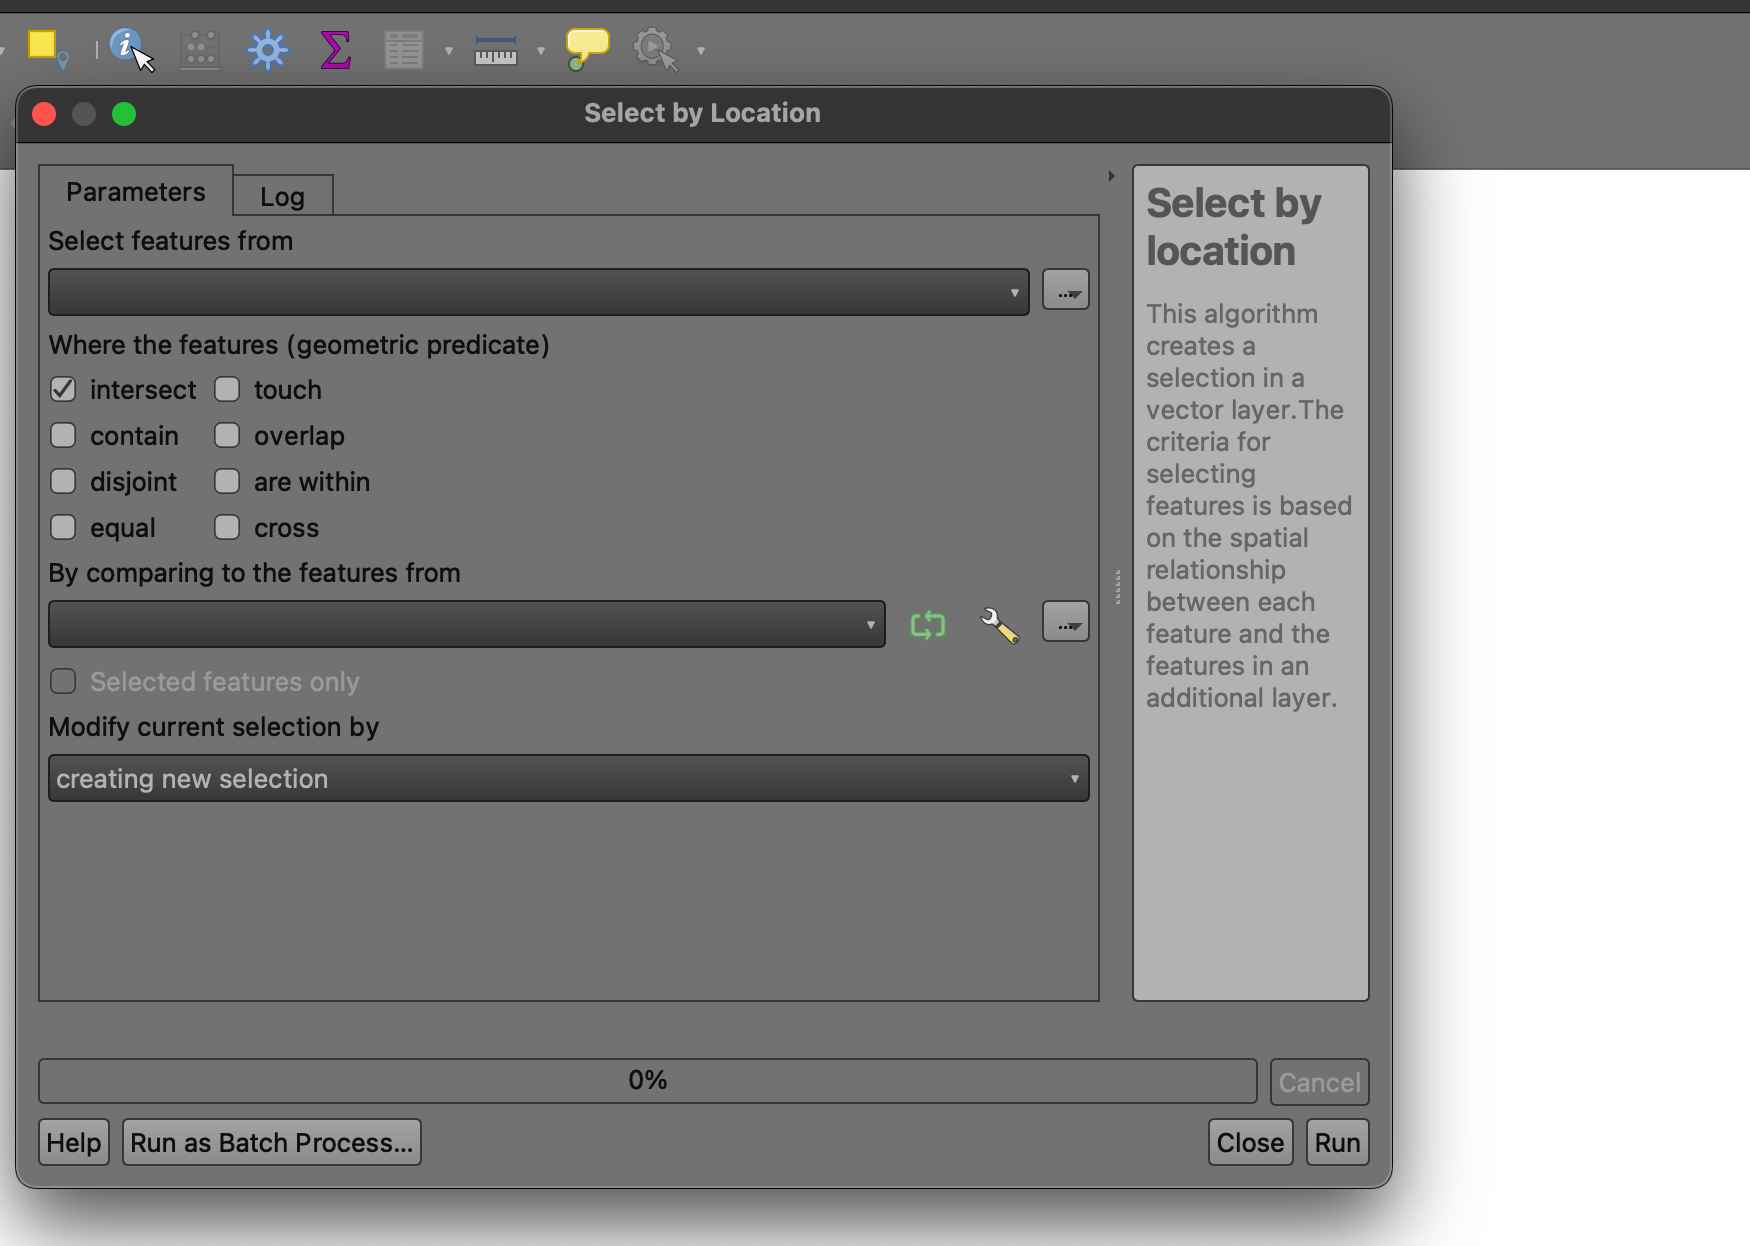 Select by Location
Parameters
Log
Select features from
...
Where the features (geometric predicate)
intersect
touch
contain
overlap
disjoint
are within
equal
cross
By comparing to the features from
...
Selected features only
Modify current selection by
creating new selection
Select by
location
This algorithm
creates a
selection in a
vector layer.The
criteria for
selecting
features is based
on the spatial
relationship
between each
feature and the
features in an
additional layer.
0%
Cancel
Help
Run as Batch Process...
Close
Run